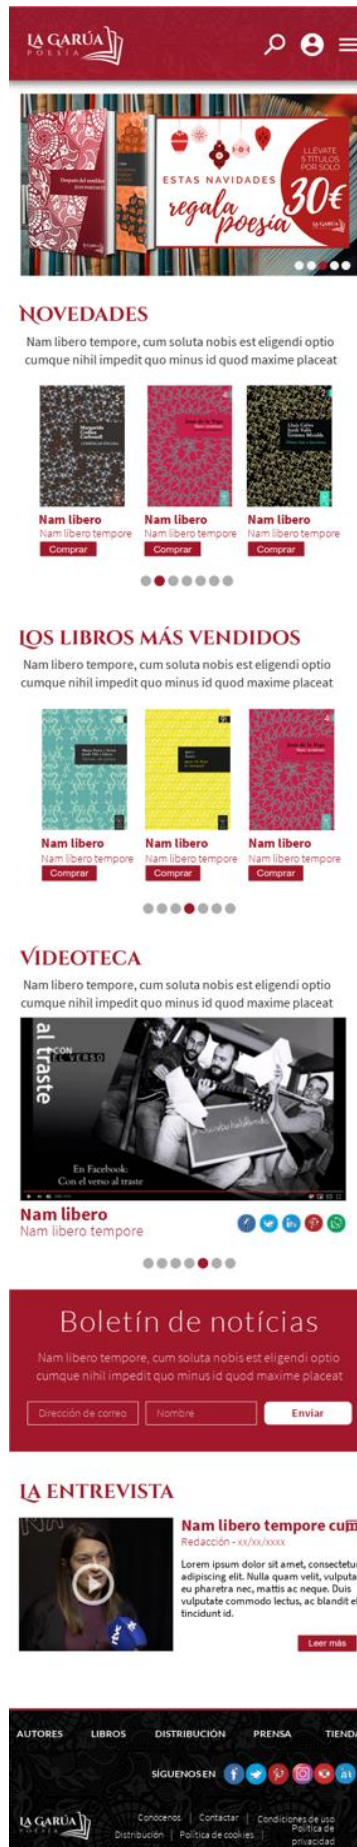 LA GARÚA
POESÍA
LLÉVATE
5 TÍTULOS
POR SOLO
30€
ESTAS NAVIDADES
regala
poesía
LA GARÚA
NOVEDADES
Nam libero tempore, cum soluta nobis est eligendi optio
cumque nihil impedit quo minus id quod maxime placeat
Nam libero
Nam libero tempore
Comprar
Nam libero
Nam libero tempore
Comprar
Nam libero
Nam libero tempore
Comprar
LOS LIBROS MÁS VENDIDOS
Nam libero tempore, cum soluta nobis est eligendi optio
cumque nihil impedit quo minus id quod maxime placeat
Nam libero
Nam libero tempore
Comprar
Nam libero
Nam libero tempore
Comprar
Nam libero
Nam libero tempore
Comprar
VIDEOTECA
Nam libero tempore, cum soluta nobis est eligendi optio
cumque nihil impedit quo minus id quod maxime placeat
al traste
CON
EL VERSO
En Facebook:
Con el verso al traste
Nam libero
Nam libero tempore
Boletín de notícias
Nam libero tempore, cum soluta nobis est eligendi optio
cumque nihil impedit quo minus id quod maxime placeat
Dirección de correo
Nombre
Enviar
LA ENTREVISTA
Nam libero tempore cum
Redacción - xx/xx/xxxx
Lorem ipsum dolor sit amet, consectetu
adipiscing elit. Nulla quam velit, vulputa
eu pharetra nec, mattis ac neque. Duis
vulputate commodo lectus, ac blandit el
tincidunt id.
rtve
Leer más
AUTORES LIBROS DISTRIBUCIÓN PRENSA TIENDA
SÍGUENOS EN
LA GARÚA
POESÍA
Conócenos | Contactar | Condiciones de uso
Distribución | Política de cookies | Política de
privacidad